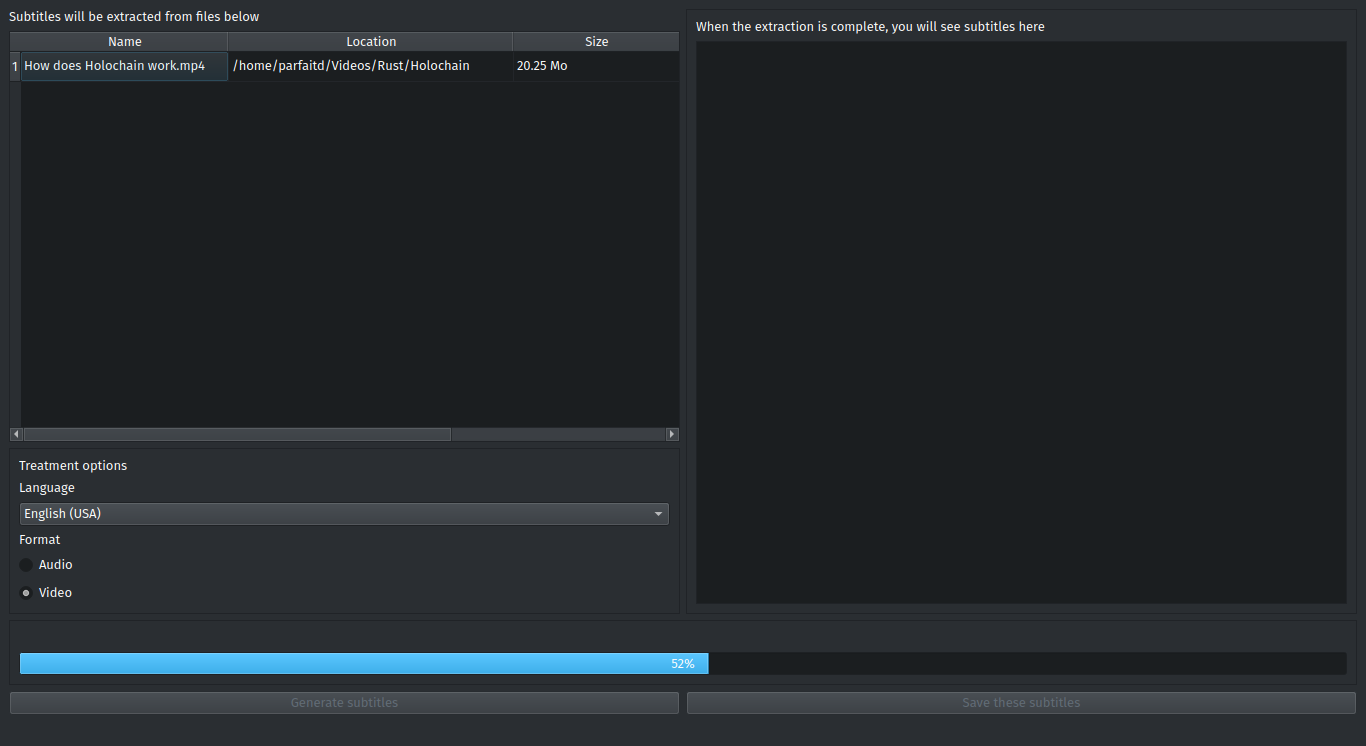 Subtitles will be extracted from files below
Name Location Size
1 How does Holochain work.mp4 /home/parfaitd/Videos/Rust/Holochain 20.25 Mo
Treatment options
Language
English (USA)
Format
Audio
Video
When the extraction is complete, you will see subtitles here
52%
Generate subtitles
Save these subtitles